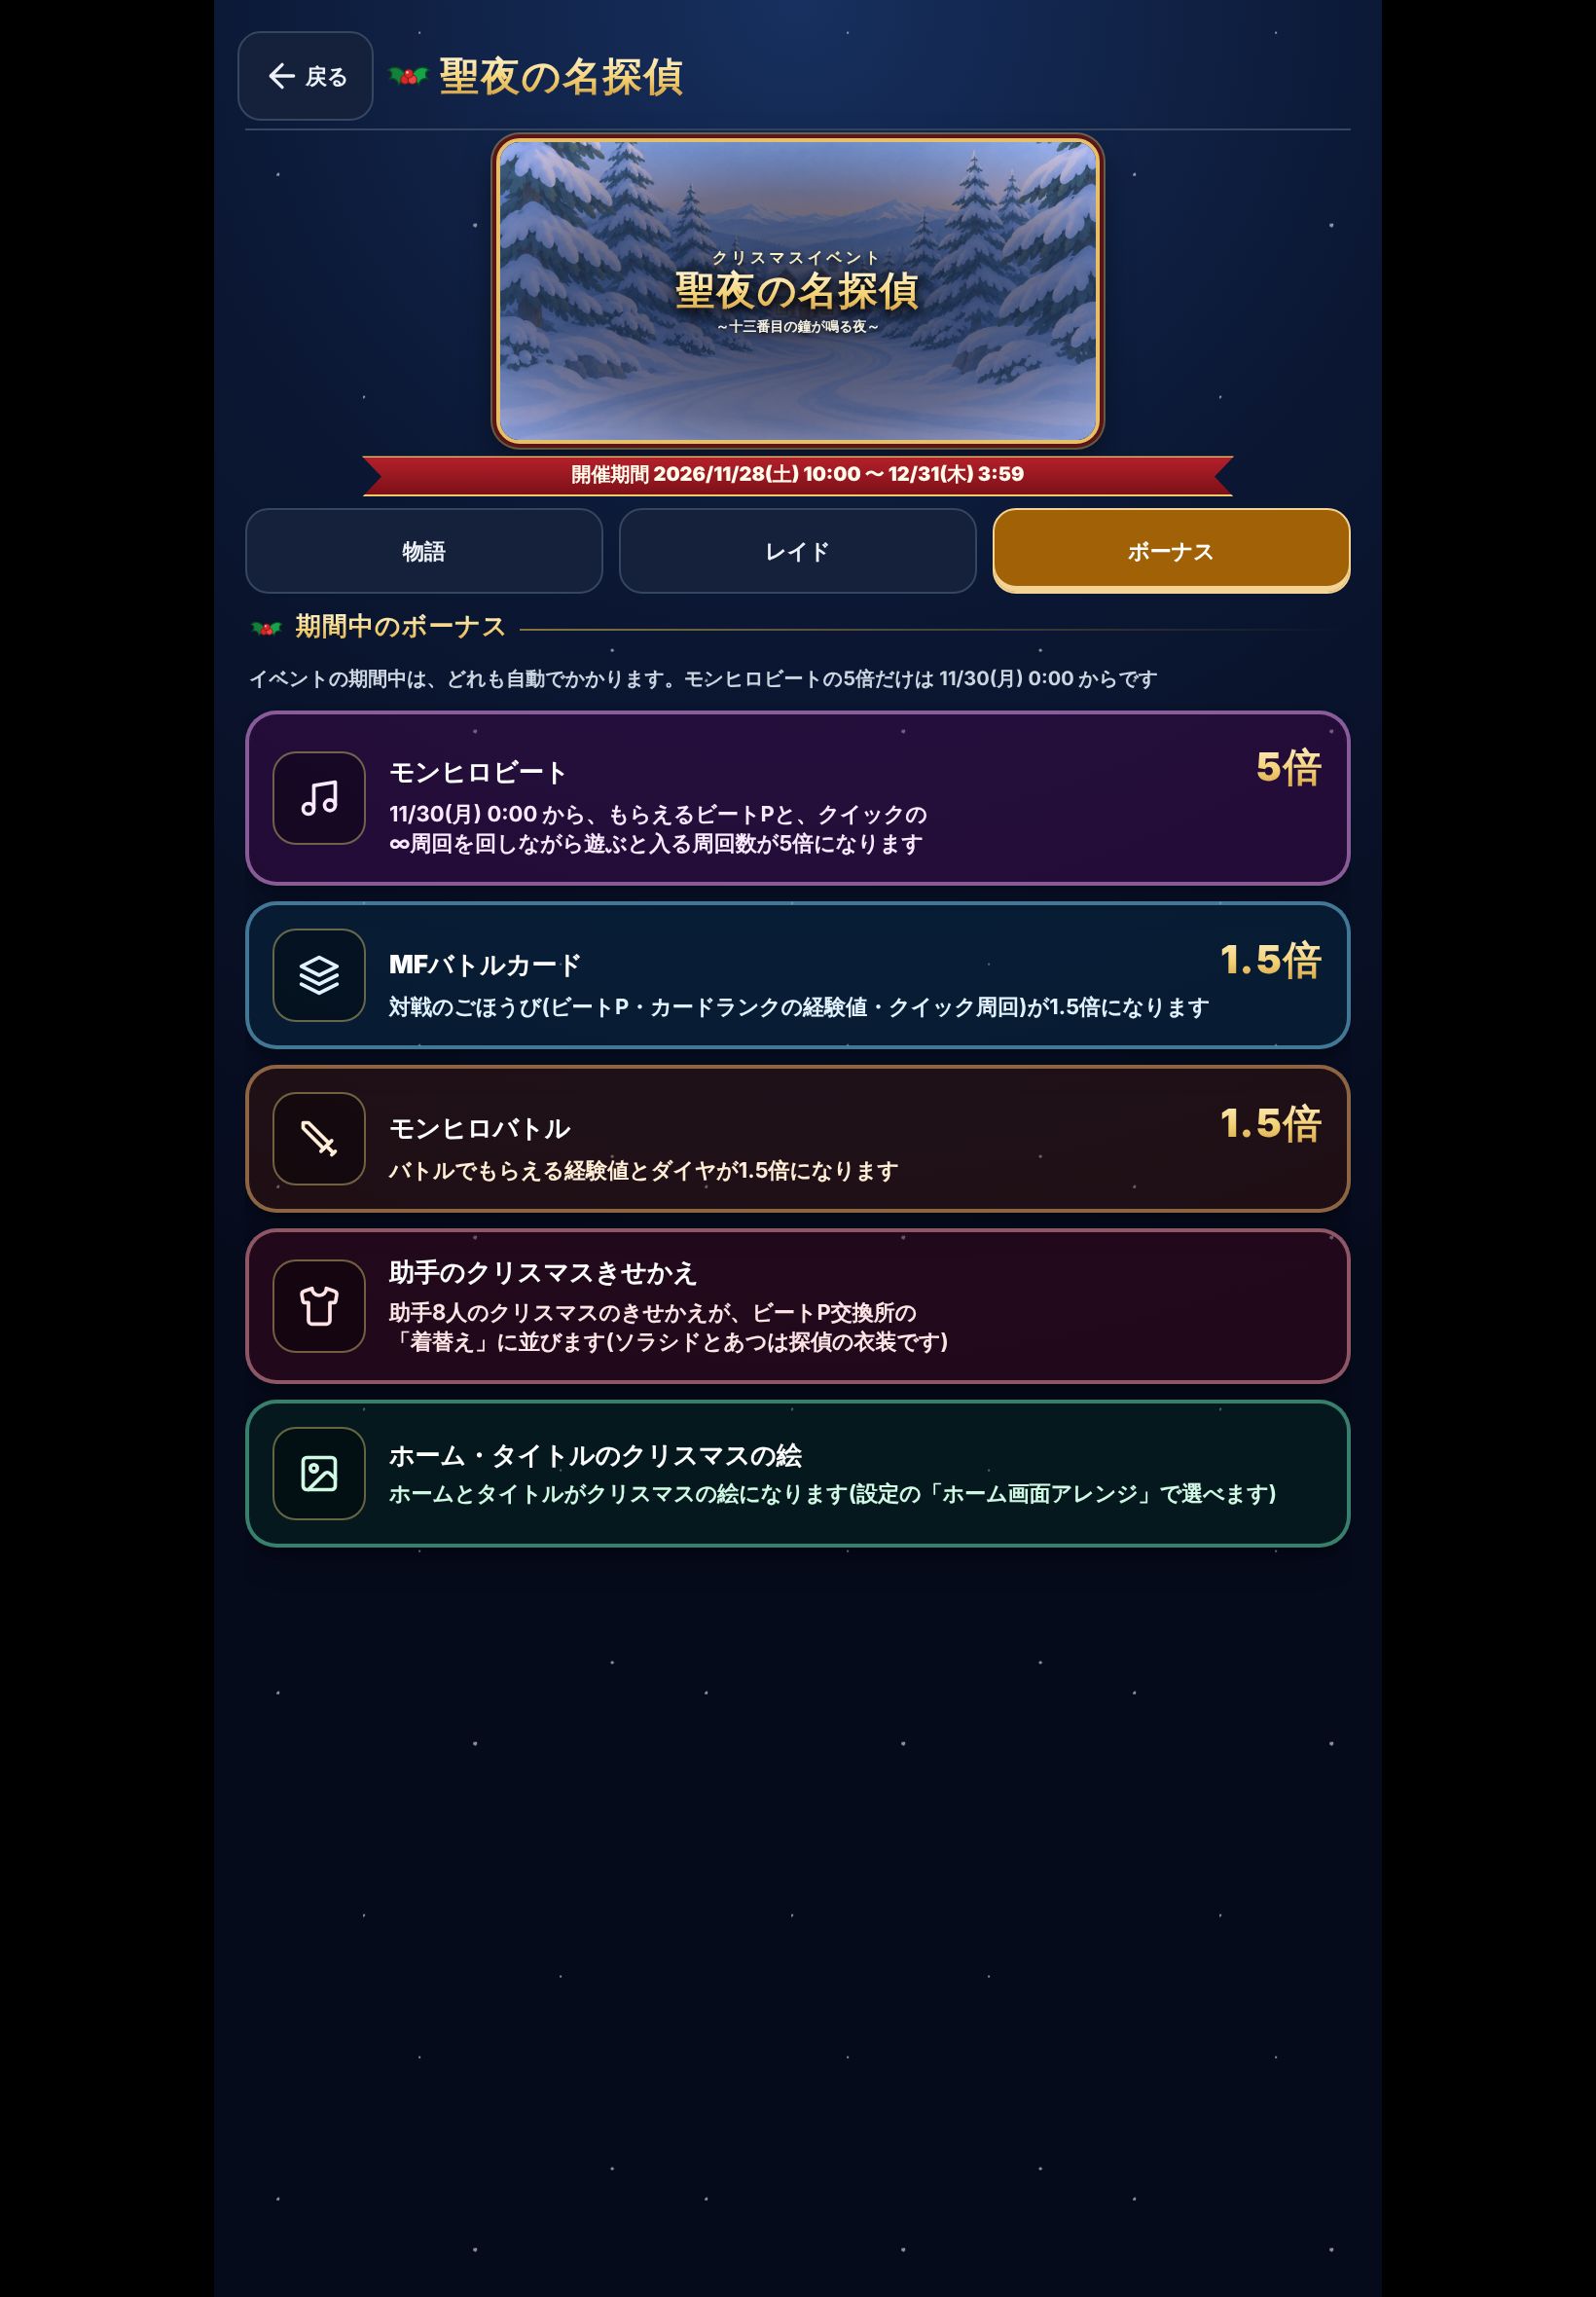 戻る
聖夜の名探偵
クリスマスイベント
聖夜の名探偵
～十三番目の鐘が鳴る夜～
開催期間 2026/11/28(土) 10:00 〜 12/31(木) 3:59
物語
レイド
ボーナス
期間中のボーナス
イベントの期間中は、どれも自動でかかります。モンヒロビートの5倍だけは 11/30(月) 0:00 からです
モンヒロビート
5倍
11/30(月) 0:00 から、もらえるビートPと、クイックの
∞周回を回しながら遊ぶと入る周回数が5倍になります
MFバトルカード
1.5倍
対戦のごほうび(ビートP・カードランクの経験値・クイック周回)が1.5倍になります
モンヒロバトル
1.5倍
バトルでもらえる経験値とダイヤが1.5倍になります
助手のクリスマスきせかえ
助手8人のクリスマスのきせかえが、ビートP交換所の
「着替え」に並びます(ソラシドとあつは探偵の衣装です)
ホーム・タイトルのクリスマスの絵
ホームとタイトルがクリスマスの絵になります(設定の「ホーム画面アレンジ」で選べます)